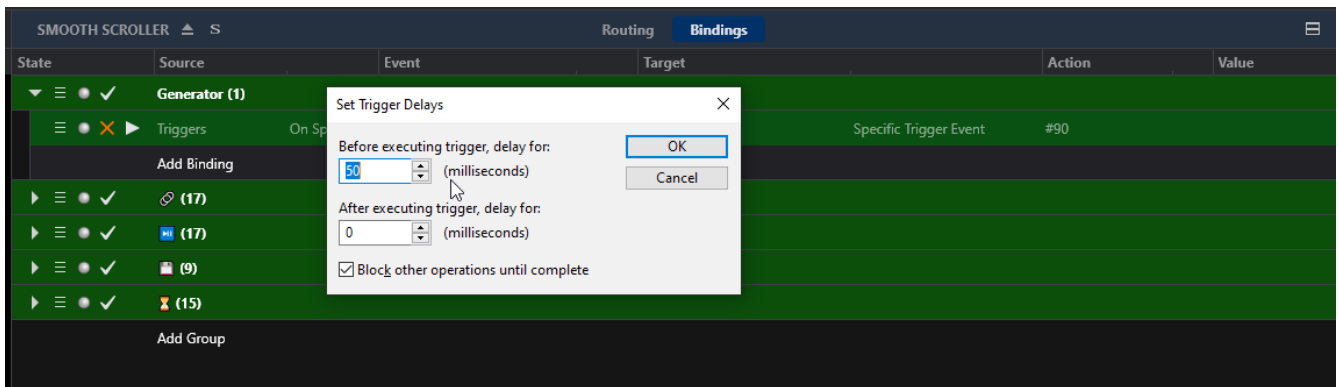 SMOOTH SCROLLER S Routing Bindings
State Source Event Target Action Value
Generator (1)
Set Trigger Delays
Triggers On Sp Specific Trigger Event #90
Before executing trigger, delay for:
OK
50 (milliseconds)
Add Binding
Cancel
(17)
After executing trigger, delay for:
0 (milliseconds)
(17)
(9)
Block other operations until complete
(15)
Add Group